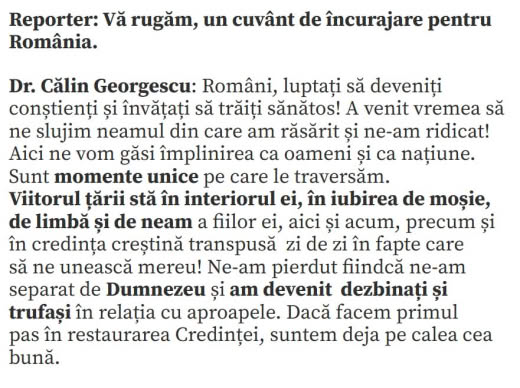 Reporter: Vă rugăm, un cuvânt de încurajare pentru
România.
Dr. Călin Georgescu: Români, luptați să deveniți
conștienți și învățați să trăiți sănătos! A venit vremea să
ne slujim neamul din care am răsărit și ne-am ridicat!
Aici ne vom găsi împlinirea ca oameni și ca națiune.
Sunt momente unice pe care le traversăm.
Viitorul țării stă în interiorul ei, în iubirea de moșie,
de limbă și de neam a fiilor ei, aici și acum, precum și
în credința creștină transpusă  zi de zi în fapte care
să ne unească mereu! Ne-am pierdut fiindcă ne-am
separat de Dumnezeu și am devenit  dezbinați și
trufași în relația cu aproapele. Dacă facem primul
pas în restaurarea Credinței, suntem deja pe calea cea
bună.